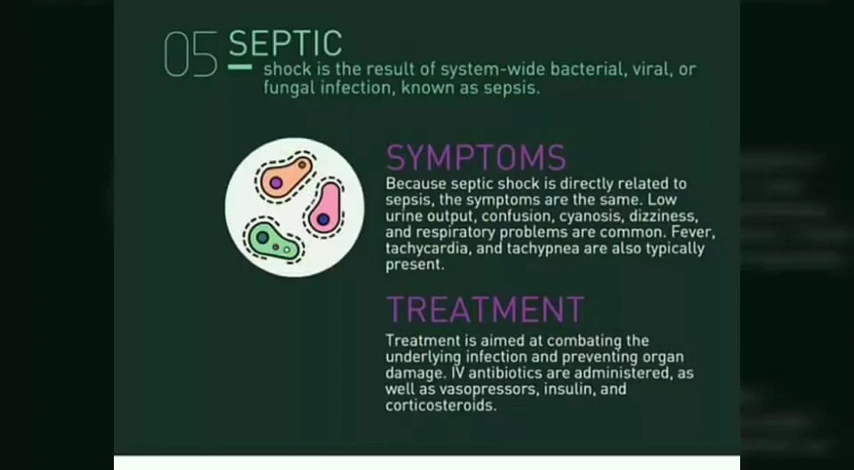 05 SEPTIC
shock is the result of system-wide bacterial, viral, or
fungal infection, known as sepsis.
SYMPTOMS
Because septic shock is directly related to
sepsis, the symptoms are the same. Low
urine output, confusion, cyanosis, dizziness,
and respiratory problems are common. Fever,
tachycardia, and tachypnea are also typically
present.
TREATMENT
Treatment is aimed at combating the
underlying infection and preventing organ
damage. IV antibiotics are administered, as
well as vasopressors, insulin, and
corticosteroids.